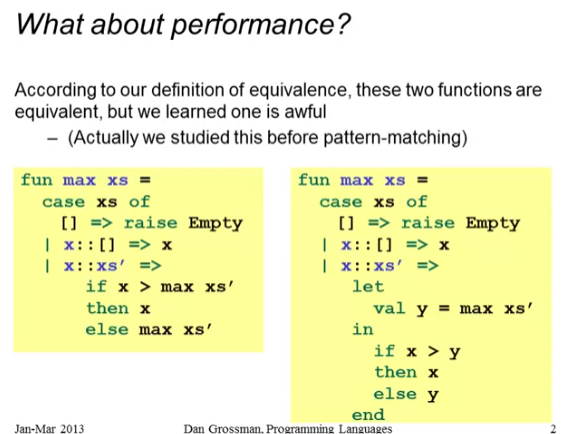 What about performance?
According to our definition of equivalence, these two functions are
equivalent, but we learned one is awful
– (Actually we studied this before pattern-matching)
fun max xs =
case xs of
[] => raise Empty
| x::[] => x
| x::xs’ =>
if x > max xs’
then x
else max xs’
fun max xs =
case xs of
[] => raise Empty
| x::[] => x
| x::xs’ =>
let
val y = max xs’
in
if x > y
then x
else y
end
Jan-Mar 2013
Dan Grossman, Programming Languages
2